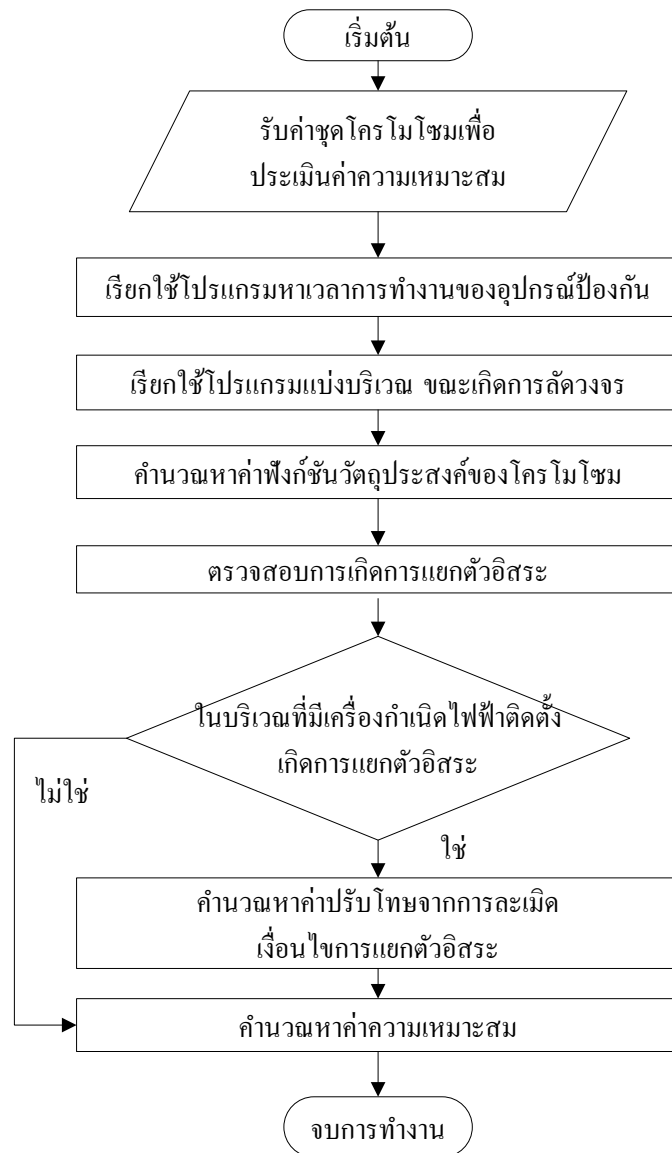 เริ่มต้น
รับค่าชุดโครโมโซมเพื่อ
ประเมินค่าความเหมาะสม
เรียกใช้โปรแกรมหาเวลาการทำงานของอุปกรณ์ป้องกัน
เรียกใช้โปรแกรมแบ่งบริเวณ ขณะเกิดการลัดวงจร
คำนวณหาค่าฟังก์ชันวัตถุประสงค์ของโครโมโซม
ตรวจสอบการเกิดการแยกตัวอิสระ
ในบริเวณที่มีเครื่องกำเนิดไฟฟ้าติดตั้ง
เกิดการแยกตัวอิสระ
ไม่ใช่
ใช่
คำนวณหาค่าปรับโทษจากการละเมิด
เงื่อนไขการแยกตัวอิสระ
คำนวณหาค่าความเหมาะสม
จบการทำงาน